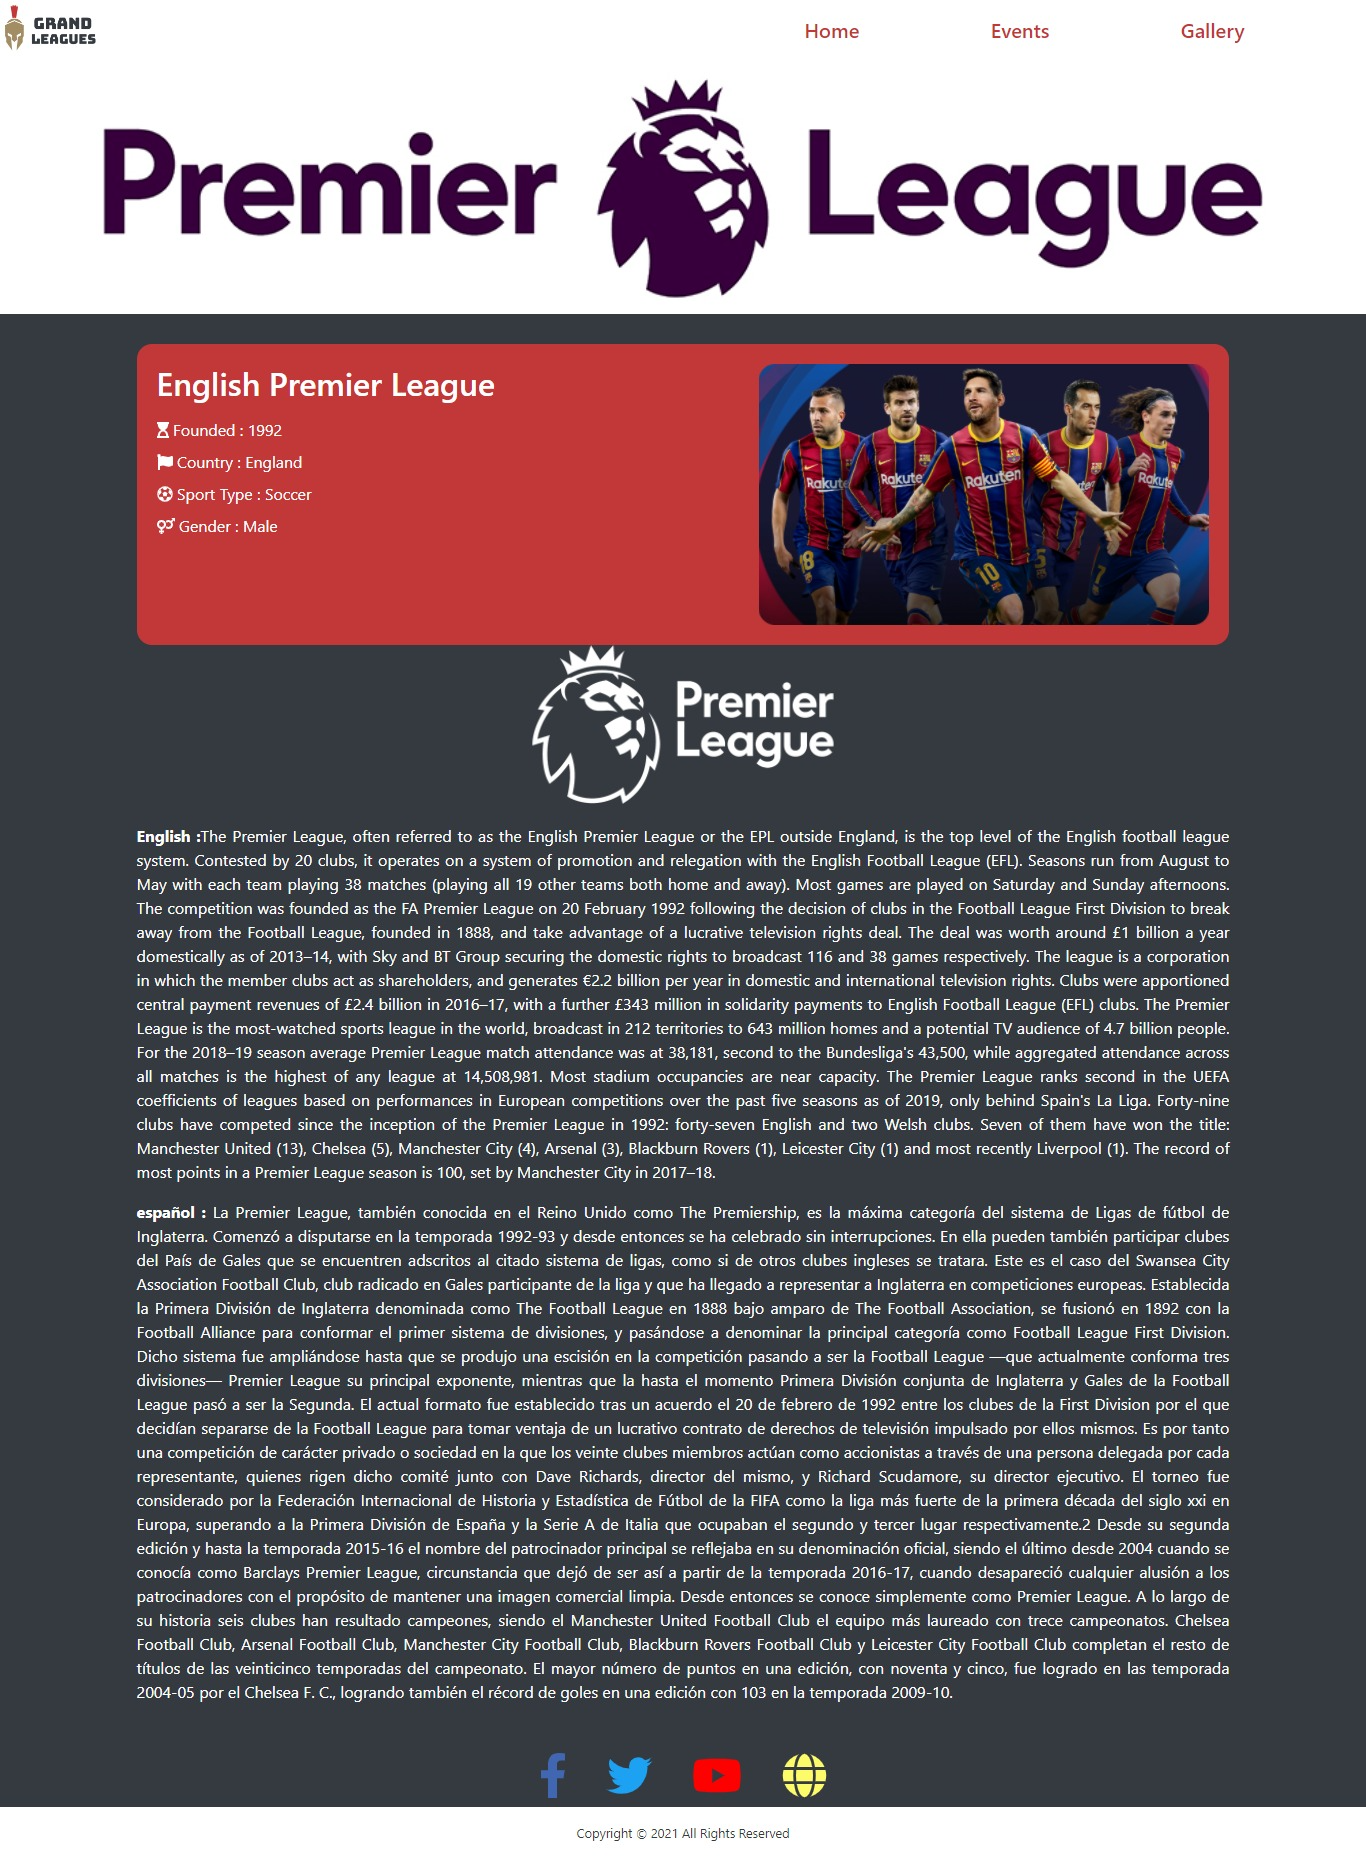 GRAND
LEAGUES
Home
Events
Gallery
Premier League
English Premier League
Founded : 1992
Country : England
Sport Type : Soccer
Gender : Male
Rakuten
Rakuten
Rakuten
Rakuten
Rakuten
8
10
5
7
Premier
League
English :The Premier League, often referred to as the English Premier League or the EPL outside England, is the top level of the English football league
system. Contested by 20 clubs, it operates on a system of promotion and relegation with the English Football League (EFL). Seasons run from August to
May with each team playing 38 matches (playing all 19 other teams both home and away). Most games are played on Saturday and Sunday afternoons.
The competition was founded as the FA Premier League on 20 February 1992 following the decision of clubs in the Football League First Division to break
away from the Football League, founded in 1888, and take advantage of a lucrative television rights deal. The deal was worth around £1 billion a year
domestically as of 2013–14, with Sky and BT Group securing the domestic rights to broadcast 116 and 38 games respectively. The league is a corporation
in which the member clubs act as shareholders, and generates €2.2 billion per year in domestic and international television rights. Clubs were apportioned
central payment revenues of £2.4 billion in 2016–17, with a further £343 million in solidarity payments to English Football League (EFL) clubs. The Premier
League is the most-watched sports league in the world, broadcast in 212 territories to 643 million homes and a potential TV audience of 4.7 billion people.
For the 2018–19 season average Premier League match attendance was at 38,181, second to the Bundesliga's 43,500, while aggregated attendance across
all matches is the highest of any league at 14,508,981. Most stadium occupancies are near capacity. The Premier League ranks second in the UEFA
coefficients of leagues based on performances in European competitions over the past five seasons as of 2019, only behind Spain's La Liga. Forty-nine
clubs have competed since the inception of the Premier League in 1992: forty-seven English and two Welsh clubs. Seven of them have won the title:
Manchester United (13), Chelsea (5), Manchester City (4), Arsenal (3), Blackburn Rovers (1), Leicester City (1) and most recently Liverpool (1). The record of
most points in a Premier League season is 100, set by Manchester City in 2017–18.
español : La Premier League, también conocida en el Reino Unido como The Premiership, es la máxima categoría del sistema de Ligas de fútbol de
Inglaterra. Comenzó a disputarse en la temporada 1992-93 y desde entonces se ha celebrado sin interrupciones. En ella pueden también participar clubes
del País de Gales que se encuentren adscritos al citado sistema de ligas, como si de otros clubes ingleses se tratara. Este es el caso del Swansea City
Association Football Club, club radicado en Gales participante de la liga y que ha llegado a representar a Inglaterra en competiciones europeas. Establecida
la Primera División de Inglaterra denominada como The Football League en 1888 bajo amparo de The Football Association, se fusionó en 1892 con la
Football Alliance para conformar el primer sistema de divisiones, y pasándose a denominar la principal categoría como Football League First Division.
Dicho sistema fue ampliándose hasta que se produjo una escisión en la competición pasando a ser la Football League —que actualmente conforma tres
divisiones— Premier League su principal exponente, mientras que la hasta el momento Primera División conjunta de Inglaterra y Gales de la Football
League pasó a ser la Segunda. El actual formato fue establecido tras un acuerdo el 20 de febrero de 1992 entre los clubes de la First Division por el que
decidían separarse de la Football League para tomar ventaja de un lucrativo contrato de derechos de televisión impulsado por ellos mismos. Es por tanto
una competición de carácter privado o sociedad en la que los veinte clubes miembros actúan como accionistas a través de una persona delegada por cada
representante, quienes rigen dicho comité junto con Dave Richards, director del mismo, y Richard Scudamore, su director ejecutivo. El torneo fue
considerado por la Federación Internacional de Historia y Estadística de Fútbol de la FIFA como la liga más fuerte de la primera década del siglo xxi en
Europa, superando a la Primera División de España y la Serie A de Italia que ocupaban el segundo y tercer lugar respectivamente.2 Desde su segunda
edición y hasta la temporada 2015-16 el nombre del patrocinador principal se reflejaba en su denominación oficial, siendo el último desde 2004 cuando se
conocía como Barclays Premier League, circunstancia que dejó de ser así a partir de la temporada 2016-17, cuando desapareció cualquier alusión a los
patrocinadores con el propósito de mantener una imagen comercial limpia. Desde entonces se conoce simplemente como Premier League. A lo largo de
su historia seis clubes han resultado campeones, siendo el Manchester United Football Club el equipo más laureado con trece campeonatos. Chelsea
Football Club, Arsenal Football Club, Manchester City Football Club, Blackburn Rovers Football Club y Leicester City Football Club completan el resto de
títulos de las veinticinco temporadas del campeonato. El mayor número de puntos en una edición, con noventa y cinco, fue logrado en las temporada
2004-05 por el Chelsea F. C., logrando también el récord de goles en una edición con 103 en la temporada 2009-10.
Copyright © 2021 All Rights Reserved